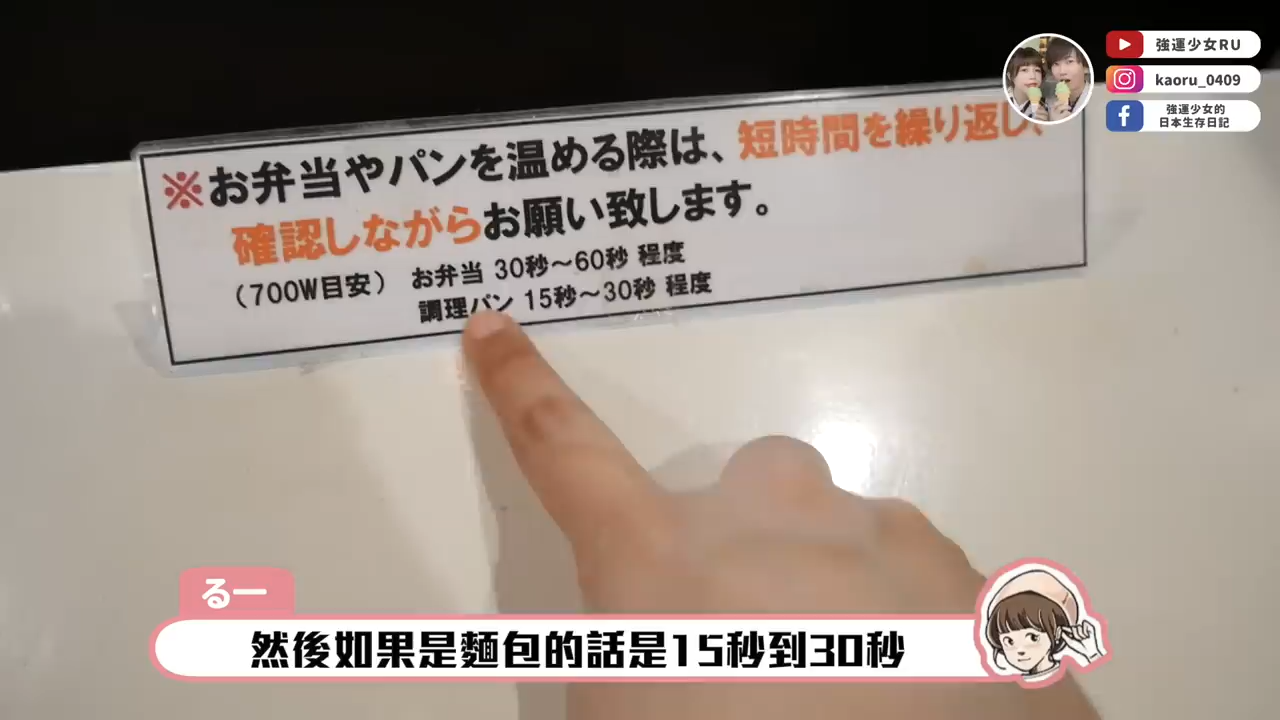 強運少女RU
kaoru_0409
強運少女的
日本生存日記
※お弁当やパンを温める際は、短時間を繰り返し、
確認しながらお願い致します。
(700W目安) お弁当 30秒～60秒 程度
調理パン 15秒～30秒 程度
るー
然後如果是麵包的話是15秒到30秒